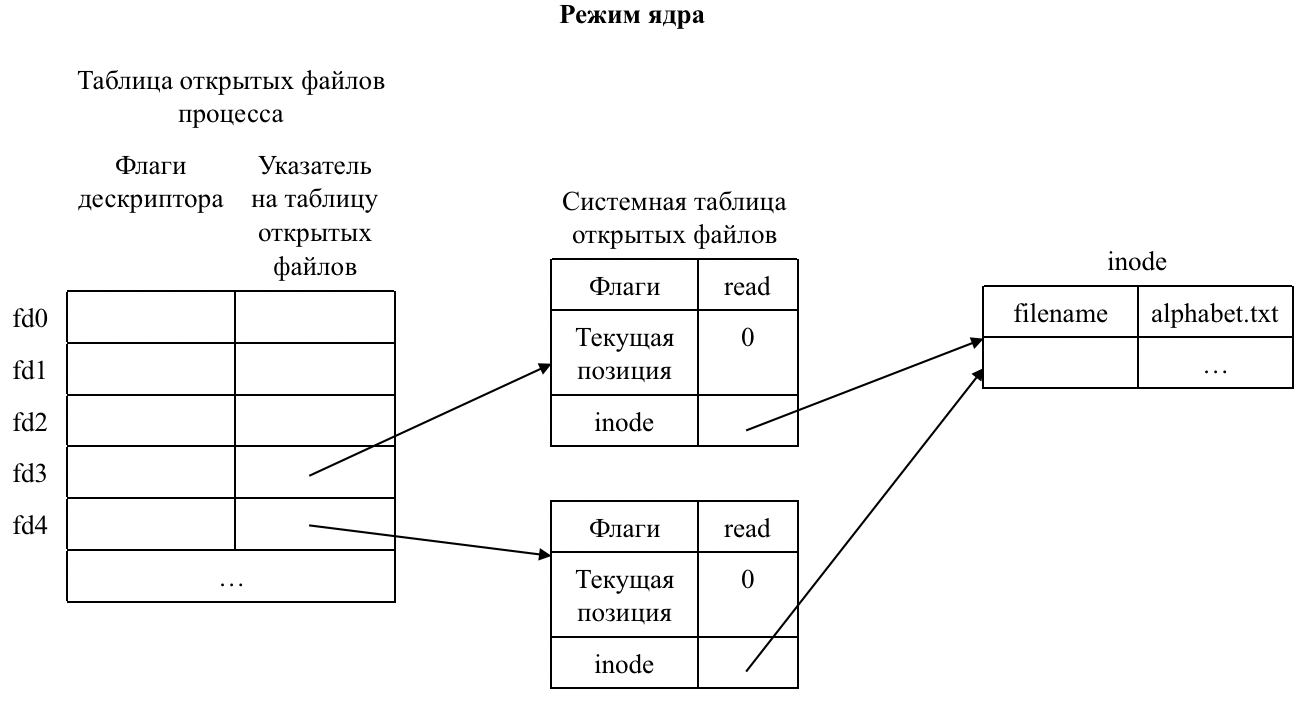 Режим ядра
Таблица открытых файлов
процесса
Флаги
дескриптора
Указатель
на таблицу
открытых
файлов
fd0
fd1
fd2
fd3
fd4
…
Системная таблица
открытых файлов
Флаги read
Текущая 0
позиция
inode
Флаги read
Текущая 0
позиция
inode
inode
filename alphabet.txt
…